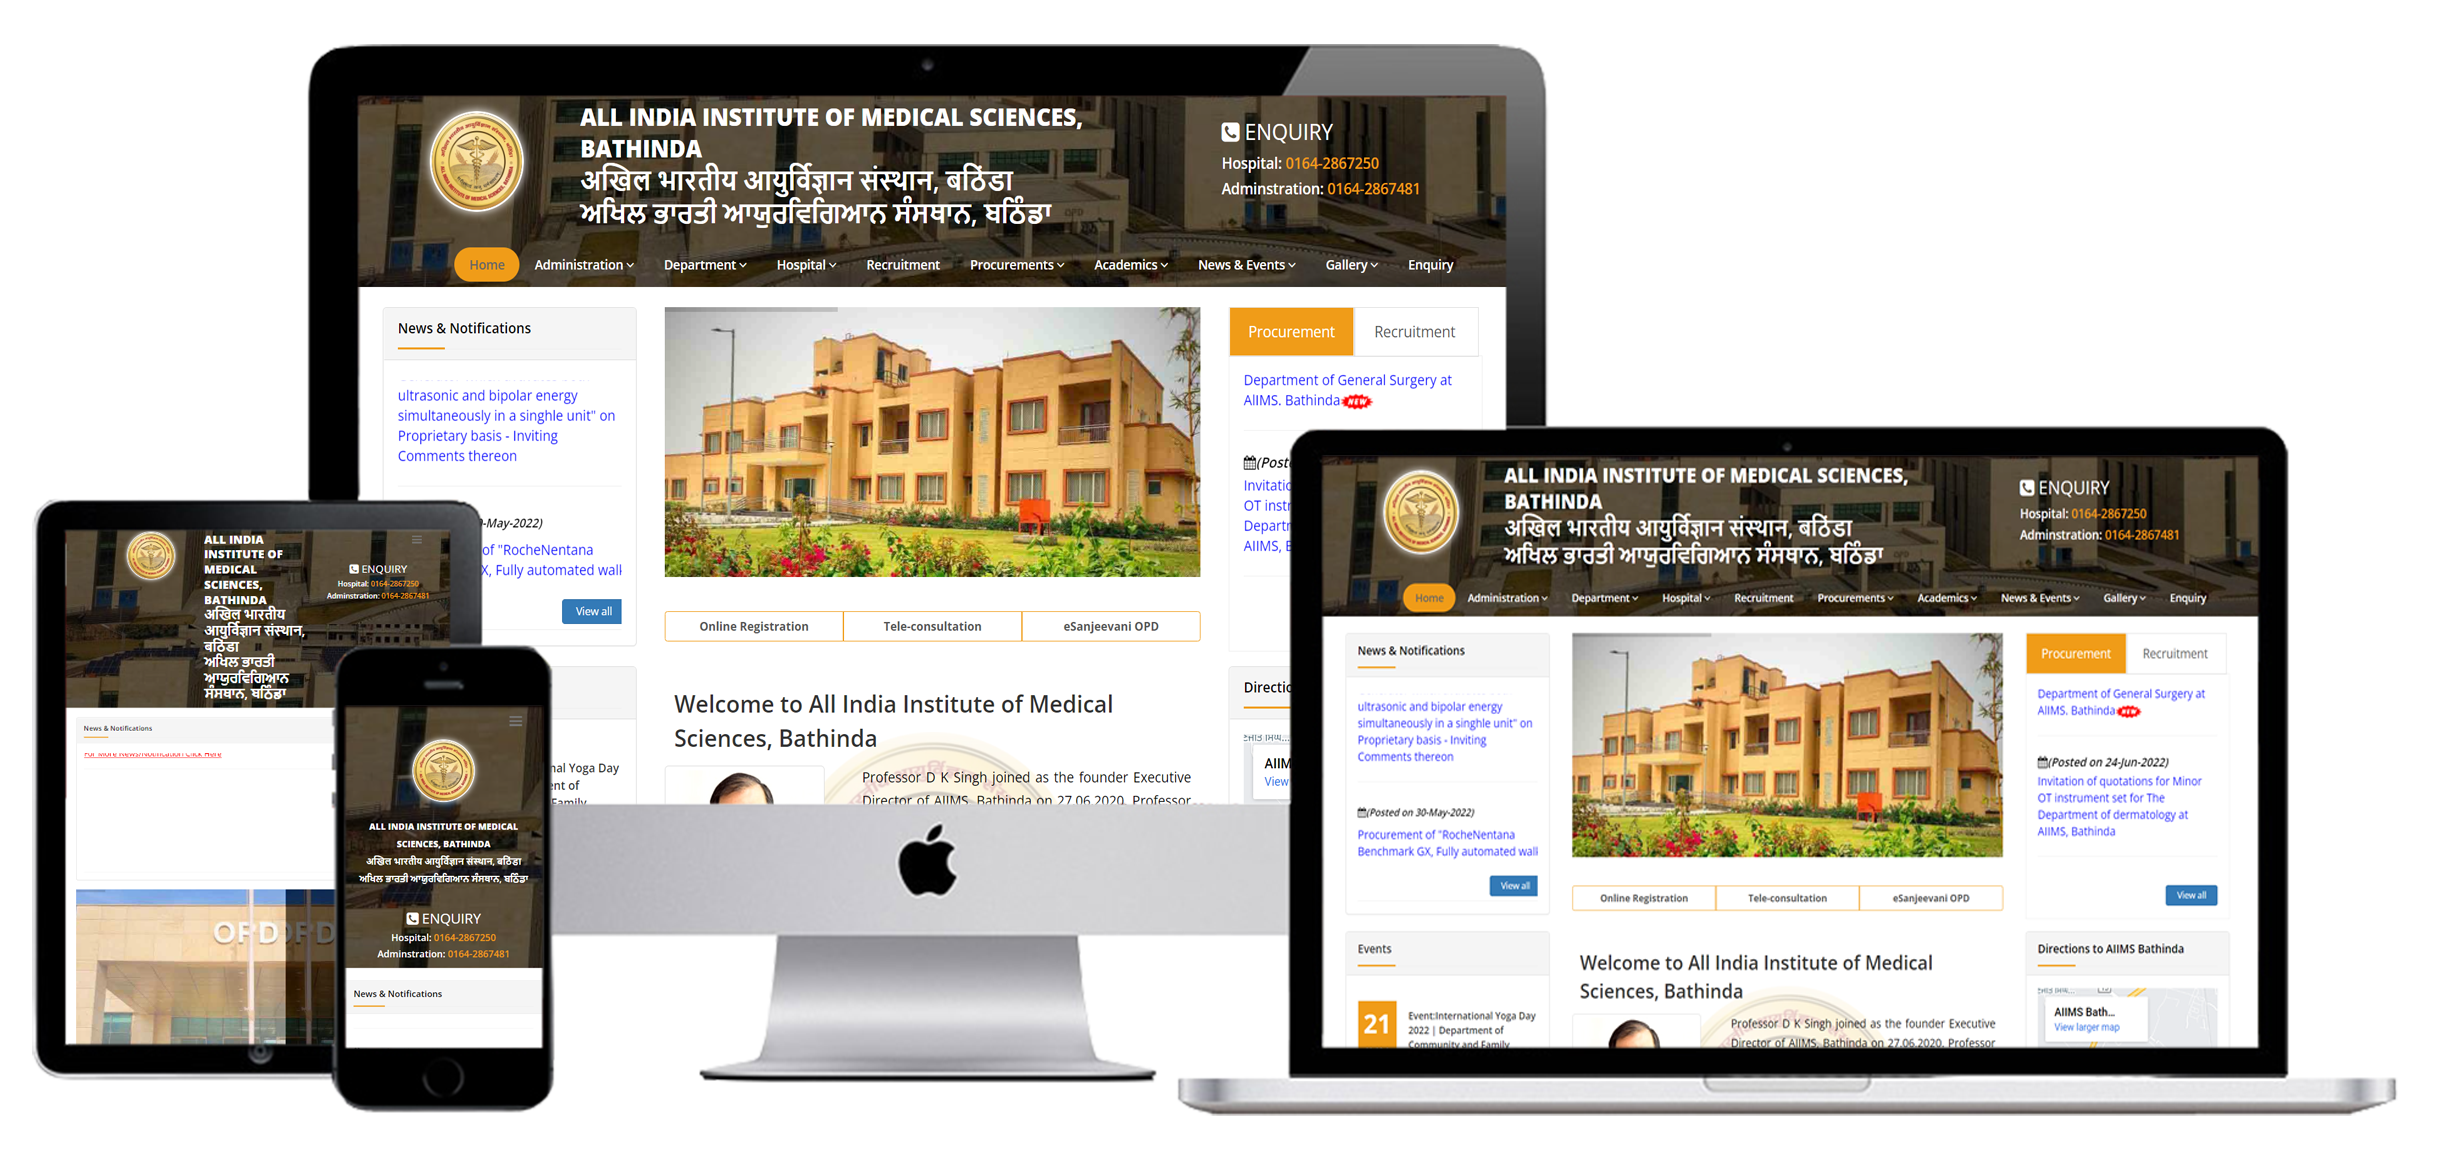 ALL INDIA INSTITUTE OF MEDICAL SCIENCES,
BATHINDA
अखिल भारतीय आयुर्विज्ञान संस्थान, बठिंडा
ਅਖਿਲ ਭਾਰਤੀ ਆਯੁਰਵਿਗਿਆਨ ਸੰਸਥਾਨ, ਬਠਿੰਡਾ
ENQUIRY
Hospital: 0164-2867250
Adminstration: 0164-2867481
Home Administration Department Hospital Recruitment Procurements Academics News & Events Gallery Enquiry
News & Notifications
ultrasonic and bipolar energy
simultaneously in a singhle unit" on
Proprietary basis - Inviting
Comments thereon
-May-2022)
of "RocheNentana
X, Fully automated wall
View all
Online Registration
Tele-consultation
eSanjeevani OPD
Welcome to All India Institute of Medical
Sciences, Bathinda
Professor D K Singh joined as the founder Executive
Director of AIIMS, Bathinda on 27.06.2020. Professor
Procurement
Recruitment
Department of General Surgery at
AIIMS. Bathinda NEW
(Post
Invitatio
OT instr
Departr
AIIMS, B
Directio
AIIM
View
nal Yoga Day
ent of
Family
ALL INDIA
INSTITUTE OF
MEDICAL
SCIENCES,
BATHINDA
अखिल भारतीय
आयुर्विज्ञान संस्थान,
बठिंडा
ਅਖਿਲ ਭਾਰਤੀ
ਆਯੁਰਵਿਗਿਆਨ
ਸੰਸਥਾਨ, ਬਠਿੰਡਾ
ENQUIRY
Hospital: 0164-2867250
Adminstration: 0164-2867481
News & Notifications
For More News/Notification Click Here
OPD
ALL INDIA INSTITUTE OF MEDICAL
SCIENCES, BATHINDA
अखिल भारतीय आयुर्विज्ञान संस्थान, बठिंडा
ਅਖਿਲ ਭਾਰਤੀ ਆਯੁਰਵਿਗਿਆਨ ਸੰਸਥਾਨ, ਬਠਿੰਡਾ
ENQUIRY
Hospital: 0164-2867250
Adminstration: 0164-2867481
News & Notifications
ALL INDIA INSTITUTE OF MEDICAL SCIENCES,
BATHINDA
अखिल भारतीय आयुर्विज्ञान संस्थान, बठिंडा
ਅਖਿਲ ਭਾਰਤੀ ਆਯੁਰਵਿਗਿਆਨ ਸੰਸਥਾਨ, ਬਠਿੰਡਾ
ENQUIRY
Hospital: 0164-2867250
Adminstration: 0164-2867481
Home Administration Department Hospital Recruitment Procurements Academics News & Events Gallery Enquiry
News & Notifications
ultrasonic and bipolar energy
simultaneously in a singhle unit" on
Proprietary basis - Inviting
Comments thereon
(Posted on 30-May-2022)
Procurement of "RocheNentana
Benchmark GX, Fully automated wall
View all
Events
21
Event:International Yoga Day
2022 | Department of
Community and Family
Online Registration
Tele-consultation
eSanjeevani OPD
Welcome to All India Institute of Medical
Sciences, Bathinda
Professor D K Singh joined as the founder Executive
Director of AIIMS, Bathinda on 27.06.2020. Professor
Procurement
Recruitment
Department of General Surgery at
AIIMS. Bathinda NEW
(Posted on 24-Jun-2022)
Invitation of quotations for Minor
OT instrument set for The
Department of dermatology at
AIIMS, Bathinda
View all
Directions to AIIMS Bathinda
AIIMS Bath...
View larger map